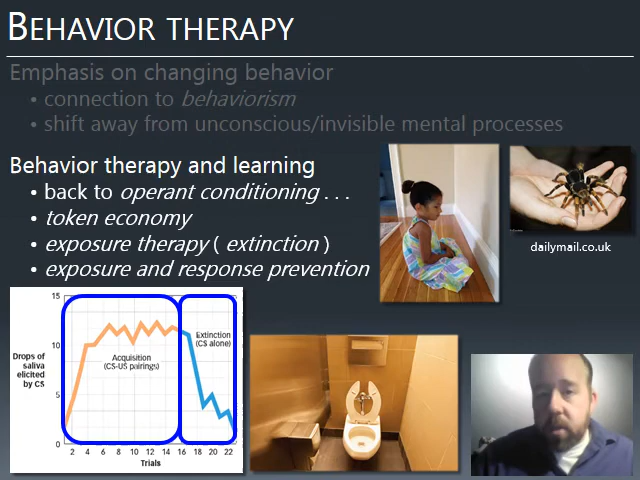 BEHAVIOR THERAPY
Emphasis on changing behavior
• connection to behaviorism
• shift away from unconscious/invisible mental processes
Behavior therapy and learning
• back to operant conditioning . . .
• token economy
• exposure therapy ( extinction )
• exposure and response prevention
dailymail.co.uk
15
Extinction
(CS alone)
Acquisition
(CS-US pairings)
Drops of
saliva
elicited
by CS
5
0
2 4 6 8 10 12 14 16 18 20 22
Trials